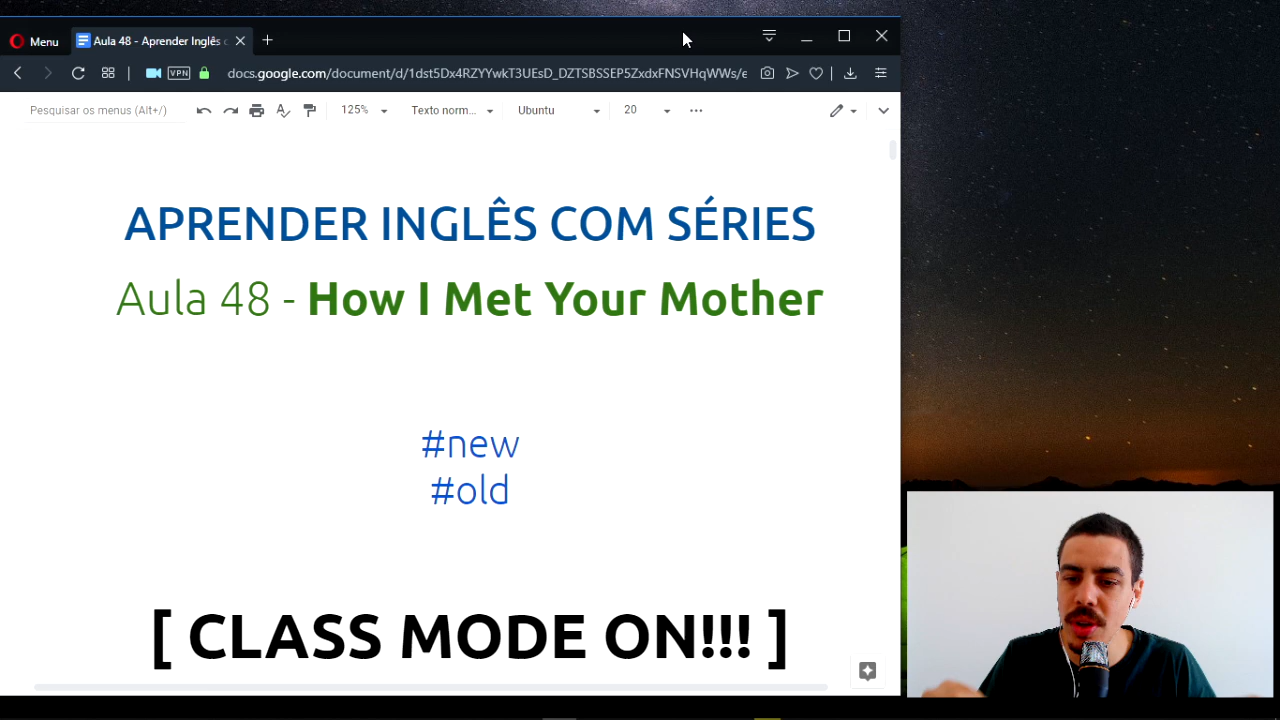 Menu
Aula 48 - Aprender Inglês c
VPN
docs.google.com/document/d/1dst5Dx4RZYYwkT3UEsD_DZTSBSSEP5ZxdxFNSVHqWWs/e
Pesquisar os menus (Alt+/)
125%
Texto norm...
Ubuntu
20
APRENDER INGLÊS COM SÉRIES
Aula 48 - How I Met Your Mother
#new
#old
[ CLASS MODE ON!!! ]